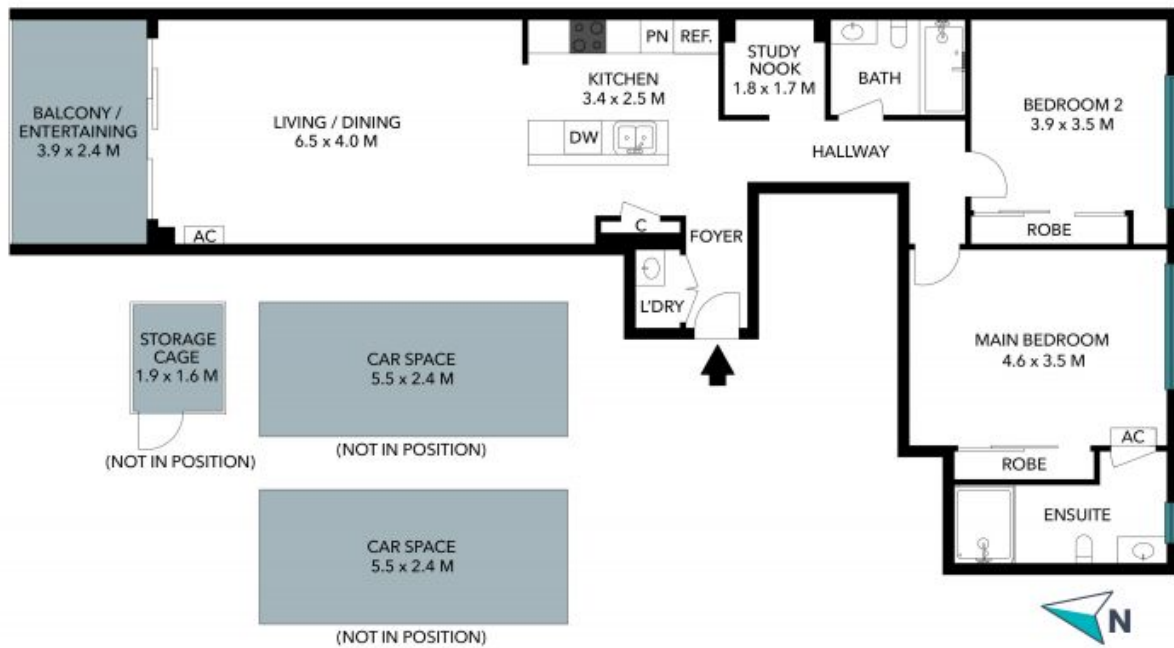 BALCONY /
ENTERTAINING
3.9 x 2.4 M
LIVING / DINING
6.5 x 4.0 M
AC
KITCHEN
3.4 x 2.5 M
PN
REF.
DW
STUDY
NOOK
1.8 x 1.7 M
BATH
HALLWAY
BEDROOM 2
3.9 x 3.5 M
ROBE
C
FOYER
L'DRY
MAIN BEDROOM
4.6 x 3.5 M
AC
ROBE
ENSUITE
STORAGE
CAGE
1.9 x 1.6 M
(NOT IN POSITION)
CAR SPACE
5.5 x 2.4 M
(NOT IN POSITION)
CAR SPACE
5.5 x 2.4 M
(NOT IN POSITION)
N